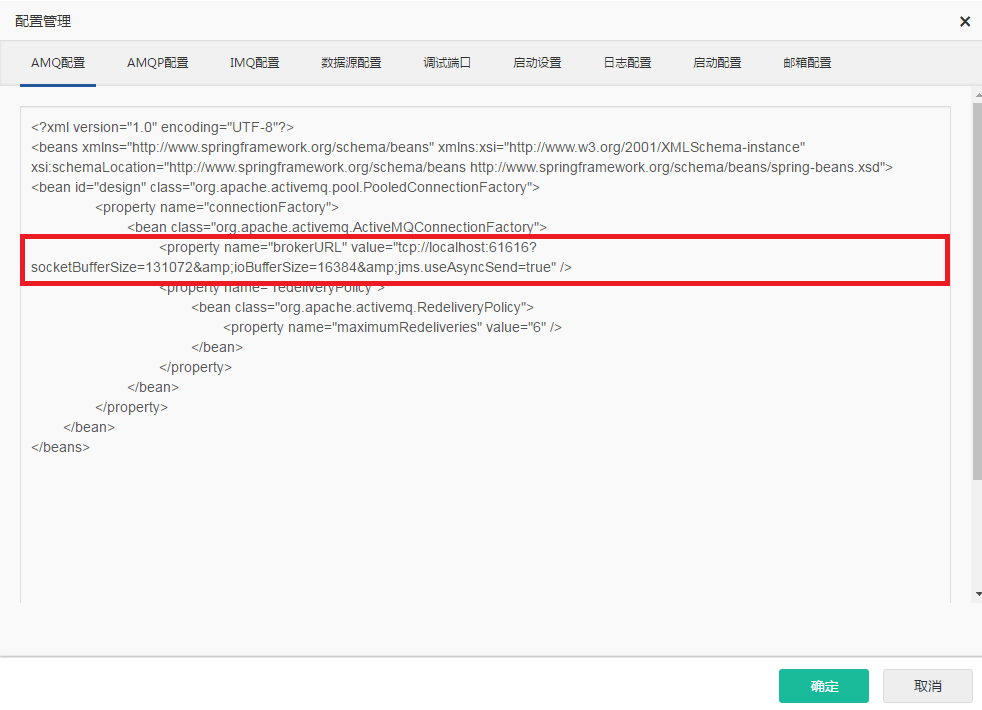 配置管理
AMQ配置 AMQP配置 IMQ配置 数据源配置 调试端口 启动设置 日志配置 启动配置 邮箱配置
<?xml version="1.0" encoding="UTF-8"?>
<beans xmlns="http://www.springframework.org/schema/beans" xmlns:xsi="http://www.w3.org/2001/XMLSchema-instance"
xsi:schemaLocation="http://www.springframework.org/schema/beans http://www.springframework.org/schema/beans/spring-beans.xsd">
<bean id="design" class="org.apache.activemq.pool.PooledConnectionFactory">
<property name="connectionFactory">
<bean class="org.apache.activemq.ActiveMQConnectionFactory">
<property name="brokerURL" value="tcp://localhost:61616?
socketBufferSize=131072&amp;ioBufferSize=16384&amp;jms.useAsyncSend=true" />
<property name="redeliveryPolicy">
<bean class="org.apache.activemq.RedeliveryPolicy">
<property name="maximumRedeliveries" value="6" />
</bean>
</property>
</bean>
</property>
</bean>
</beans>
确定 取消